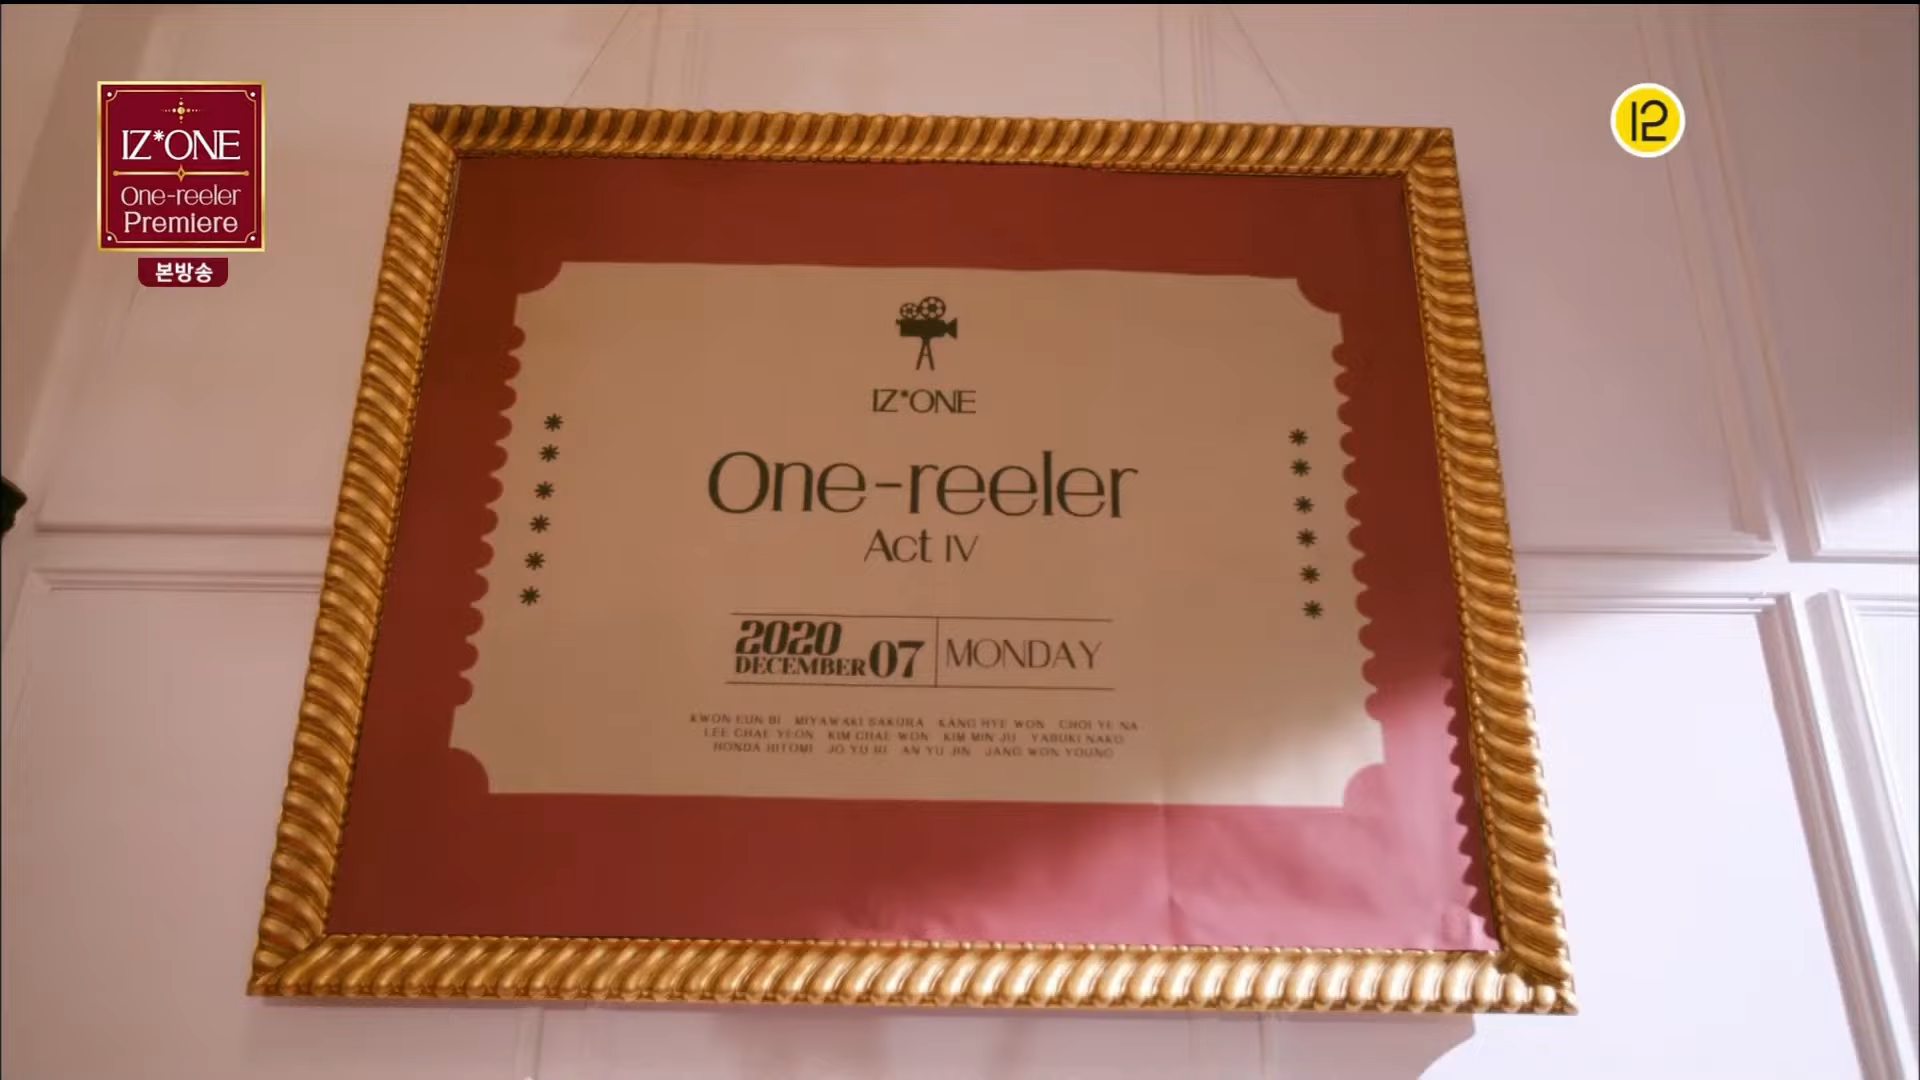 IZ*ONE
One-reeler
Premiere
본방송
12
IZ*ONE
One-reeler
Act IV
2020
DECEMBER 07
MONDAY
KWON EUN BI MIYAWAKI SAKURA KANG HYE WON CHOI YE NA
LEE CHAE YEON KIM CHAE WON KIM MIN JU YABUKI NAKO
HONDA HITOMI JO YU RI AN YU JIN JANG WON YOUNG